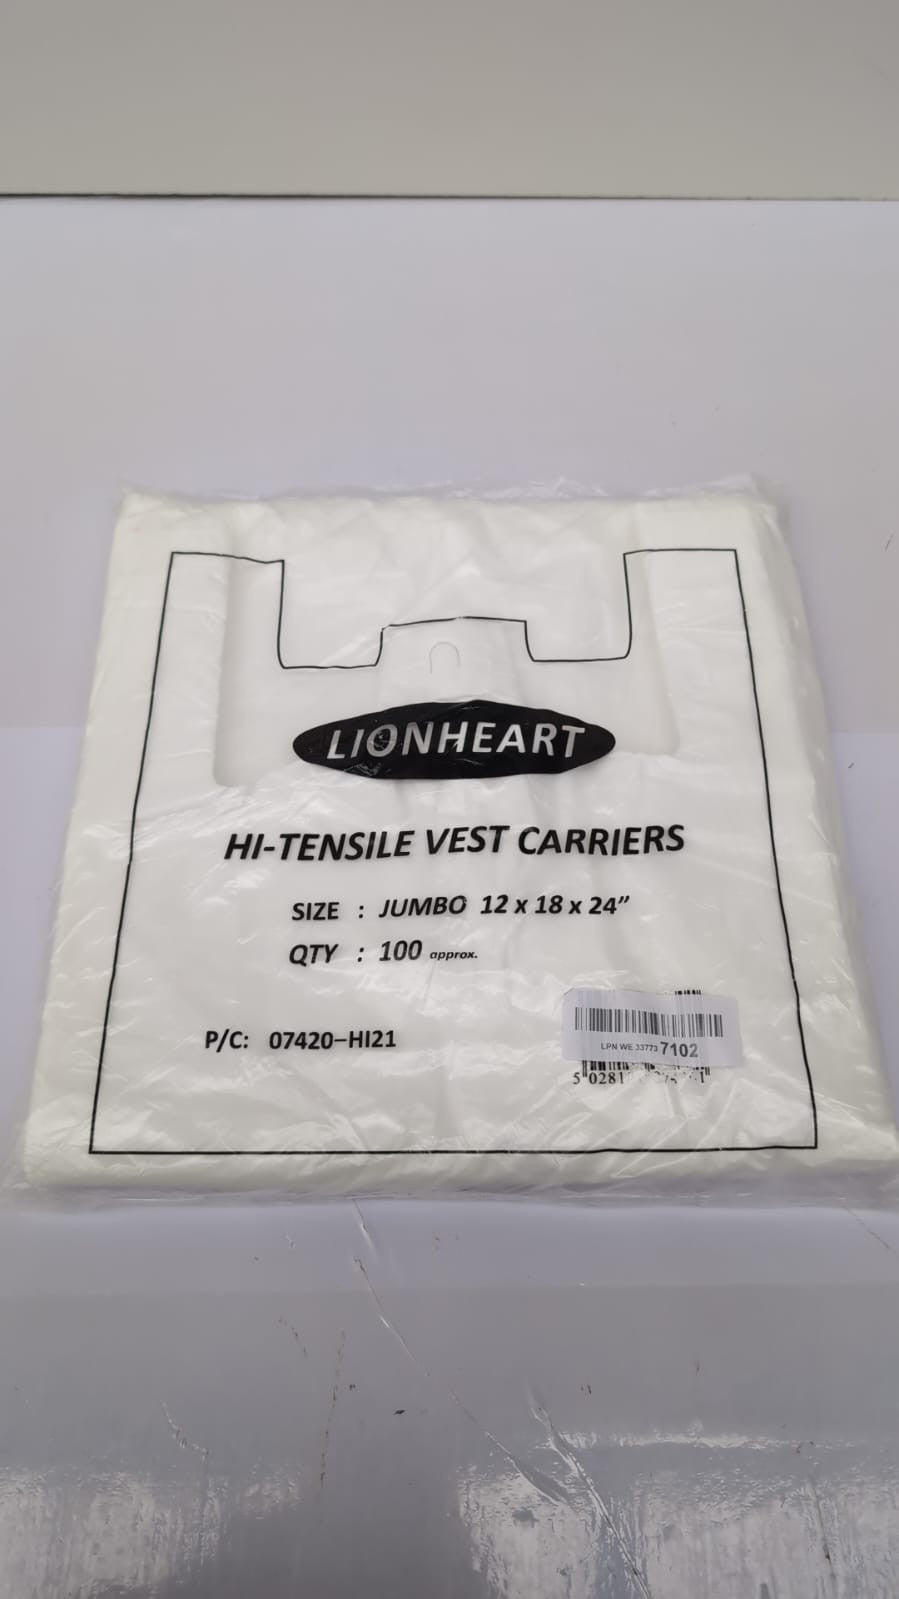 LIONHEART
HI-TENSILE VEST CARRIERS
SIZE : JUMBO 12 x 18 x 24”
QTY : 100 approx.
P/C: 07420-HI21
LPN WE 33773 7102